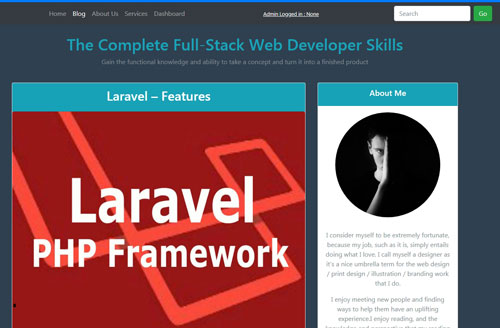 Home Blog About Us Services Dashboard Admin Logged in : None Search Go
The Complete Full-Stack Web Developer Skills
Gain the functional knowledge and ability to take a concept and turn it into a finished product
Laravel – Features
Laravel
PHP Framework
About Me
I consider myself to be extremely fortunate,
because my job, such as it is, simply entails
doing what I love. I call myself a designer as
it's a nice umbrella term for the web design
/ print design / illustration / branding work
that I do.
I enjoy meeting new people and finding
ways to help them have an uplifting
experience.I enjoy reading, and the